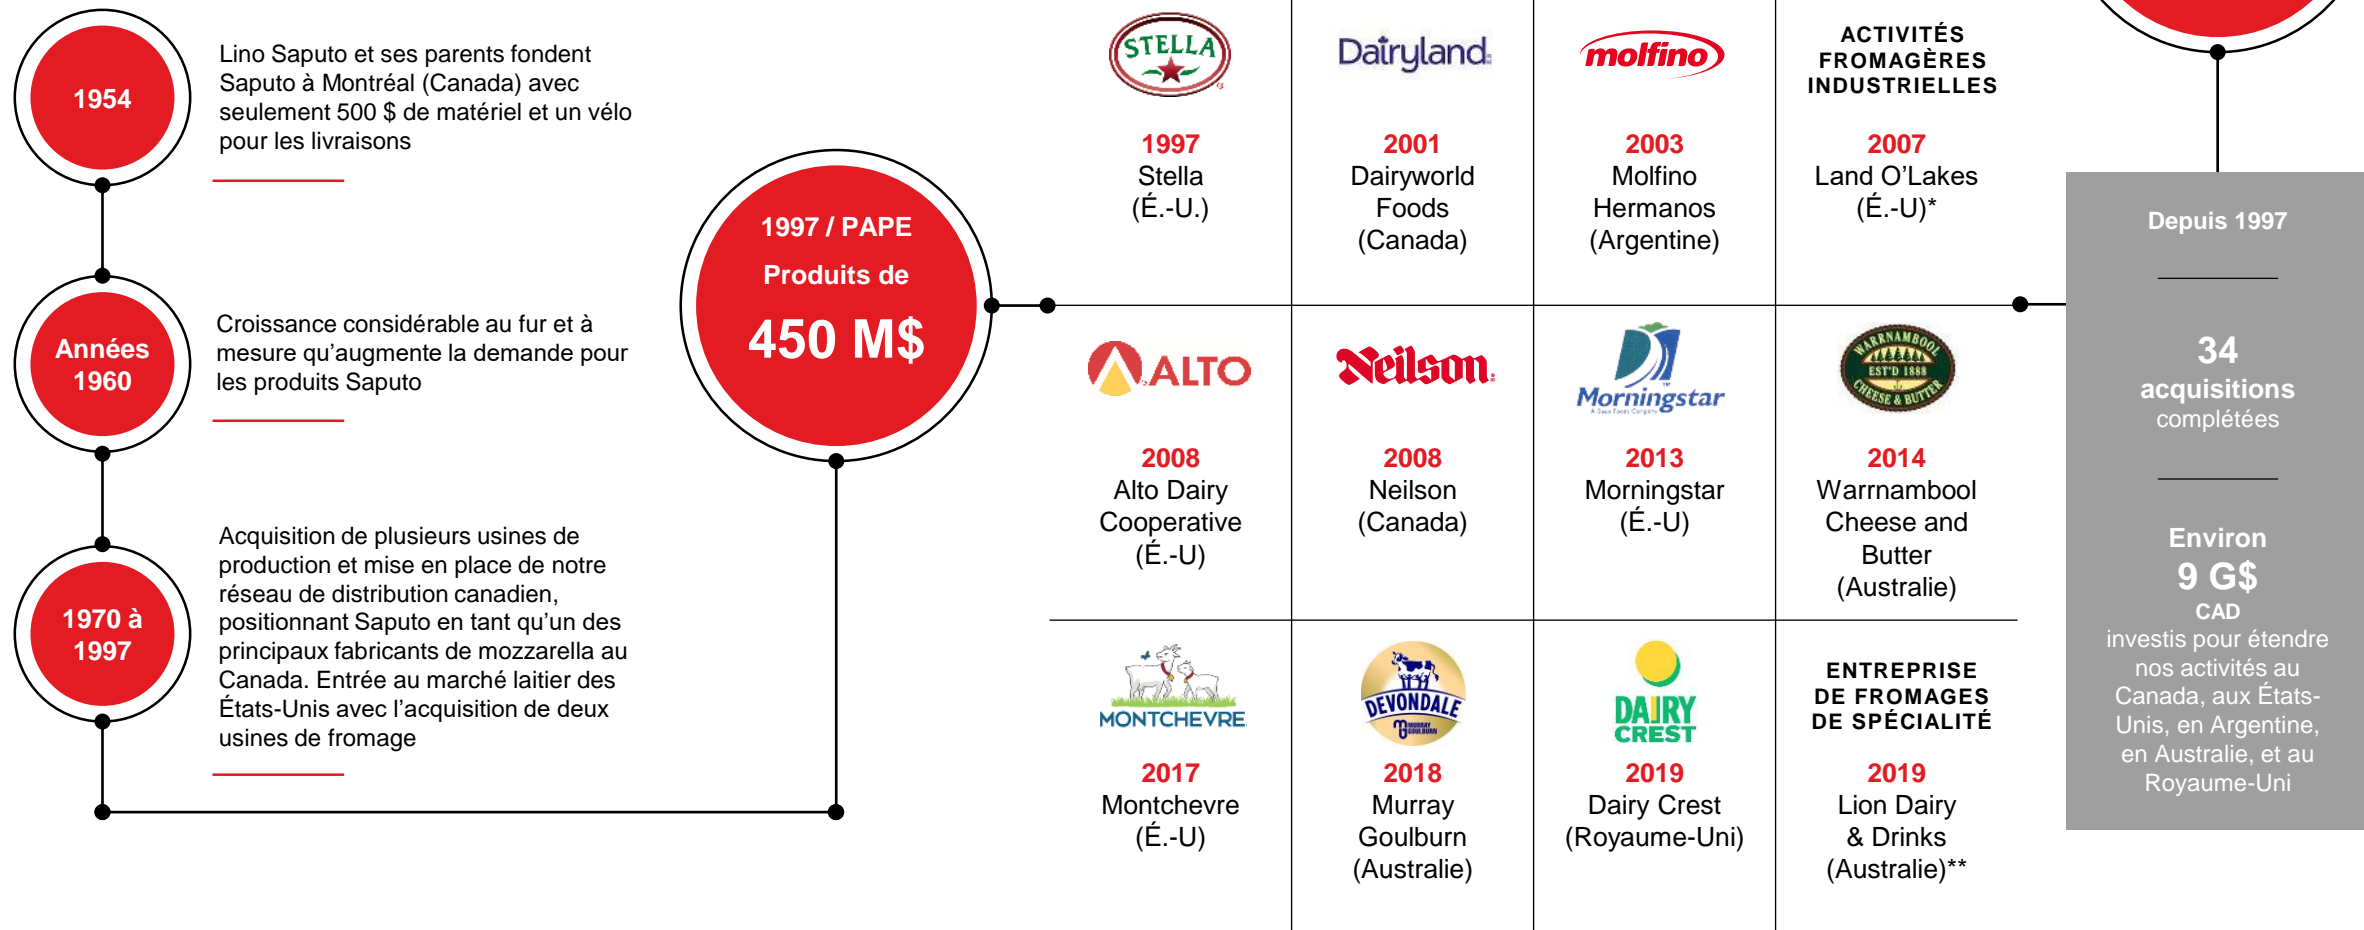 1954
Lino Saputo et ses parents fondent
Saputo à Montréal (Canada) avec
seulement 500 $ de matériel et un vélo
pour les livraisons
Années
1960
Croissance considérable au fur et à
mesure qu'augmente la demande pour
les produits Saputo
1970 à
1997
Acquisition de plusieurs usines de
production et mise en place de notre
réseau de distribution canadien,
positionnant Saputo en tant qu'un des
principaux fabricants de mozzarella au
Canada. Entrée au marché laitier des
États-Unis avec l'acquisition de deux
usines de fromage
1997 / PAPE
Produits de
450 M$
STELLA
1997
Stella
(É.-U.)
Dairyland
2001
Dairyworld
Foods
(Canada)
molfino
2003
Molfino
Hermanos
(Argentine)
ACTIVITÉS
FROMAGÈRES
INDUSTRIELLES
2007
Land O'Lakes
(É.-U)*
ALTO
2008
Alto Dairy
Cooperative
(É.-U)
Neilson
2008
Neilson
(Canada)
Morningstar
A Dean Foods Company
2013
Morningstar
(É.-U)
WARRNAMBOOL
EST'D 1888
CHEESE & BUTTER
2014
Warrnambool
Cheese and
Butter
(Australie)
MONTCHEVRE
2017
Montchevre
(É.-U)
DEVONDALE
MURRAY
GOULBURN
2018
Murray
Goulburn
(Australie)
DAIRY
CREST
2019
Dairy Crest
(Royaume-Uni)
ENTREPRISE
DE FROMAGES
DE SPÉCIALITÉ
2019
Lion Dairy
& Drinks
(Australie)**
Depuis 1997
34
acquisitions
complétées
Environ
9 G$
CAD
investis pour étendre
nos activités au
Canada, aux États-
Unis, en Argentine,
en Australie, et au
Royaume-Uni